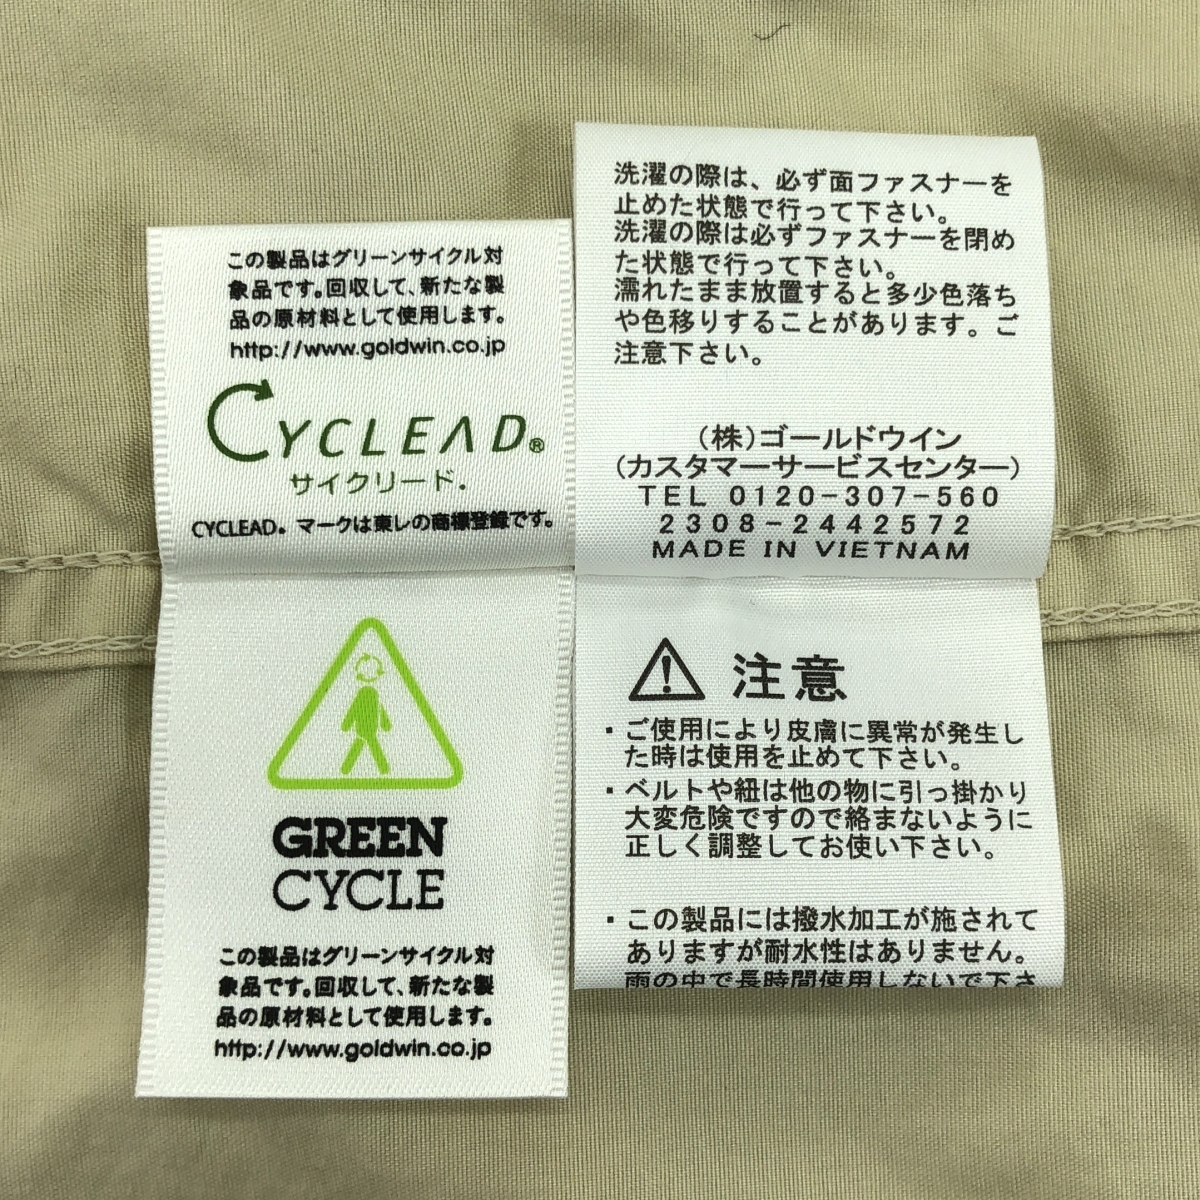 この製品はグリーンサイクル対
象品です。回収して、新たな製
品の原材料として使用します。
http://www.goldwin.co.jp
CYCLEAD®
サイクリード.
CYCLEAD。マークは東レの商標登録です。
GREEN
CYCLE
この製品はグリーンサイクル対
象品です。回収して、新たな製
品の原材料として使用します。
http://www.goldwin.co.jp
洗濯の際は、必ず面ファスナーを
止めた状態で行って下さい。
洗濯の際は必ずファスナーを閉め
た状態で行って下さい。
濡れたまま放置すると多少色落ち
や色移りすることがあります。ご
注意下さい。
(株)ゴールドウイン
(カスタマーサービスセンター)
TEL 0120-307-560
2308-2442572
MADE IN VIETNAM
注意
・ご使用により皮膚に異常が発生し
た時は使用を止めて下さい。
・ベルトや紐は他の物に引っ掛かり
大変危険ですので絡まないように
正しく調整してお使い下さい。
・この製品には撥水加工が施されて
ありますが耐水性はありません。
雨の中で長時間使用しないで下さ